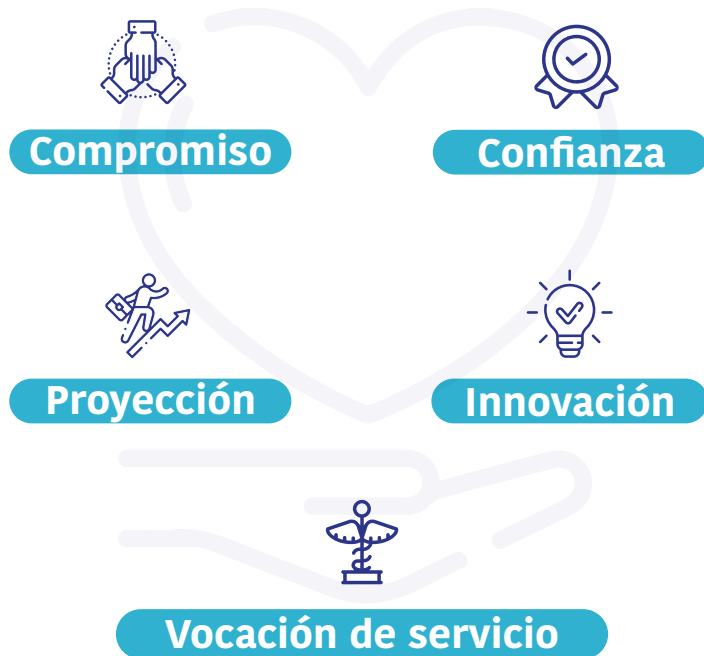 Compromiso
Confianza
Proyección
Innovación
Vocación de servicio